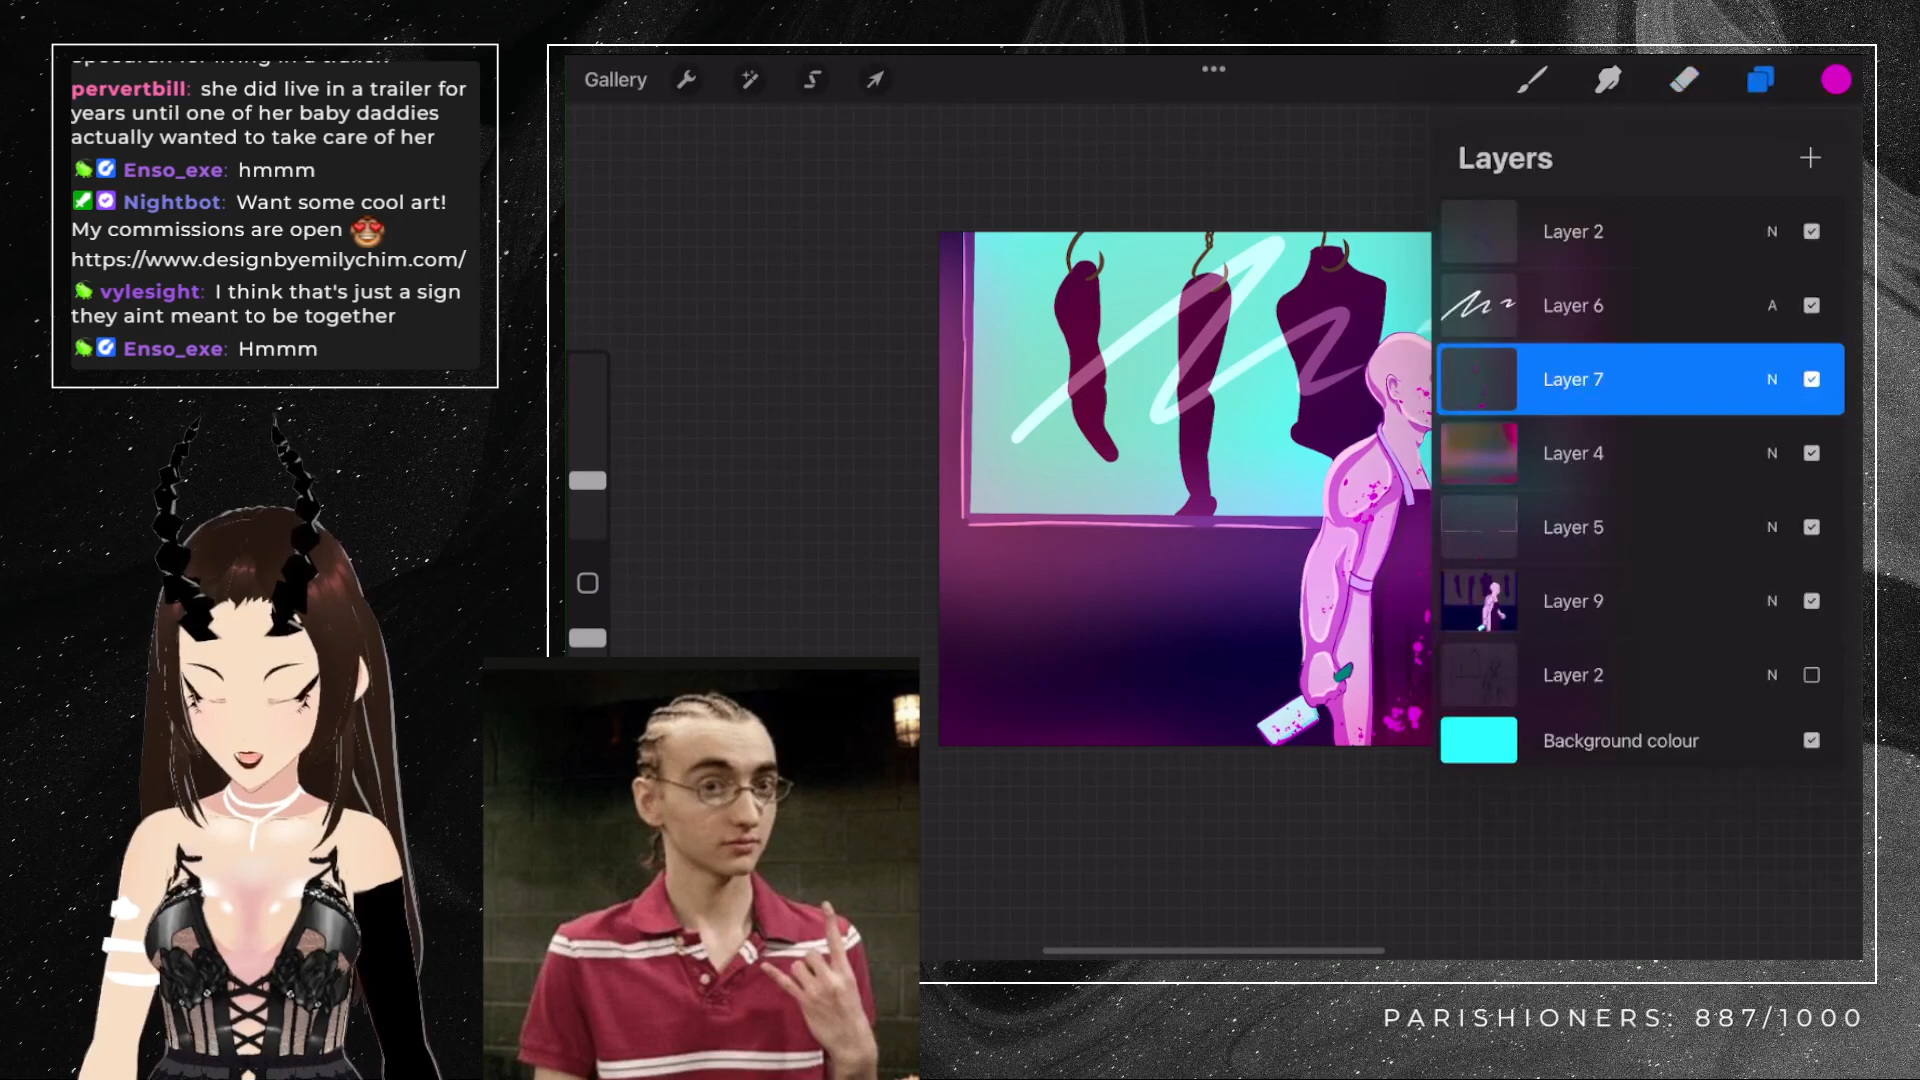 pervertbill: she did live in a trailer for
years until one of her baby daddies
actually wanted to take care of her
Enso_exe: hmmm
Nightbot: Want some cool art!
My commissions are open
https://www.designbyemilychim.com/
vylesight: I think that's just a sign
they aint meant to be together
Enso_exe: Hmmm
Gallery
Layers
Layer 2 N
Layer 6 A
Layer 7 N
Layer 4 N
Layer 5 N
Layer 9 N
Layer 2 N
Background colour
PARISHIONERS: 887/1000